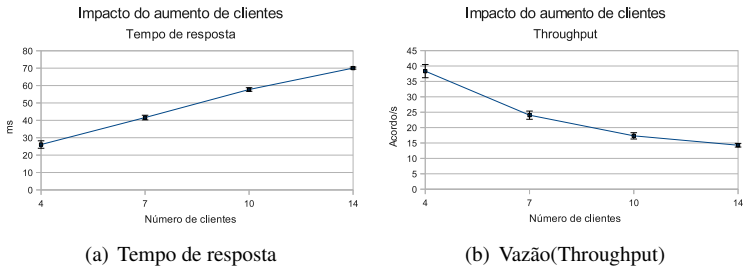 Impacto do aumento de clientes
Tempo de resposta
80
70
60
50
40
30
20
10
0
ms
4 7 10 14
Número de clientes
(a) Tempo de resposta
Impacto do aumento de clientes
Throughput
45
40
35
30
25
20
15
10
5
0
Acordo/s
4 7 10 14
Número de clientes
(b) Vazão(Throughput)